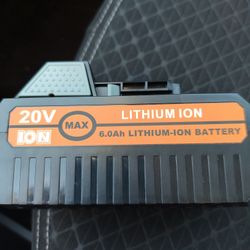 20V
ION
MAX
LITHIUM ION
6.0Ah LITHIUM-ION BATTERY